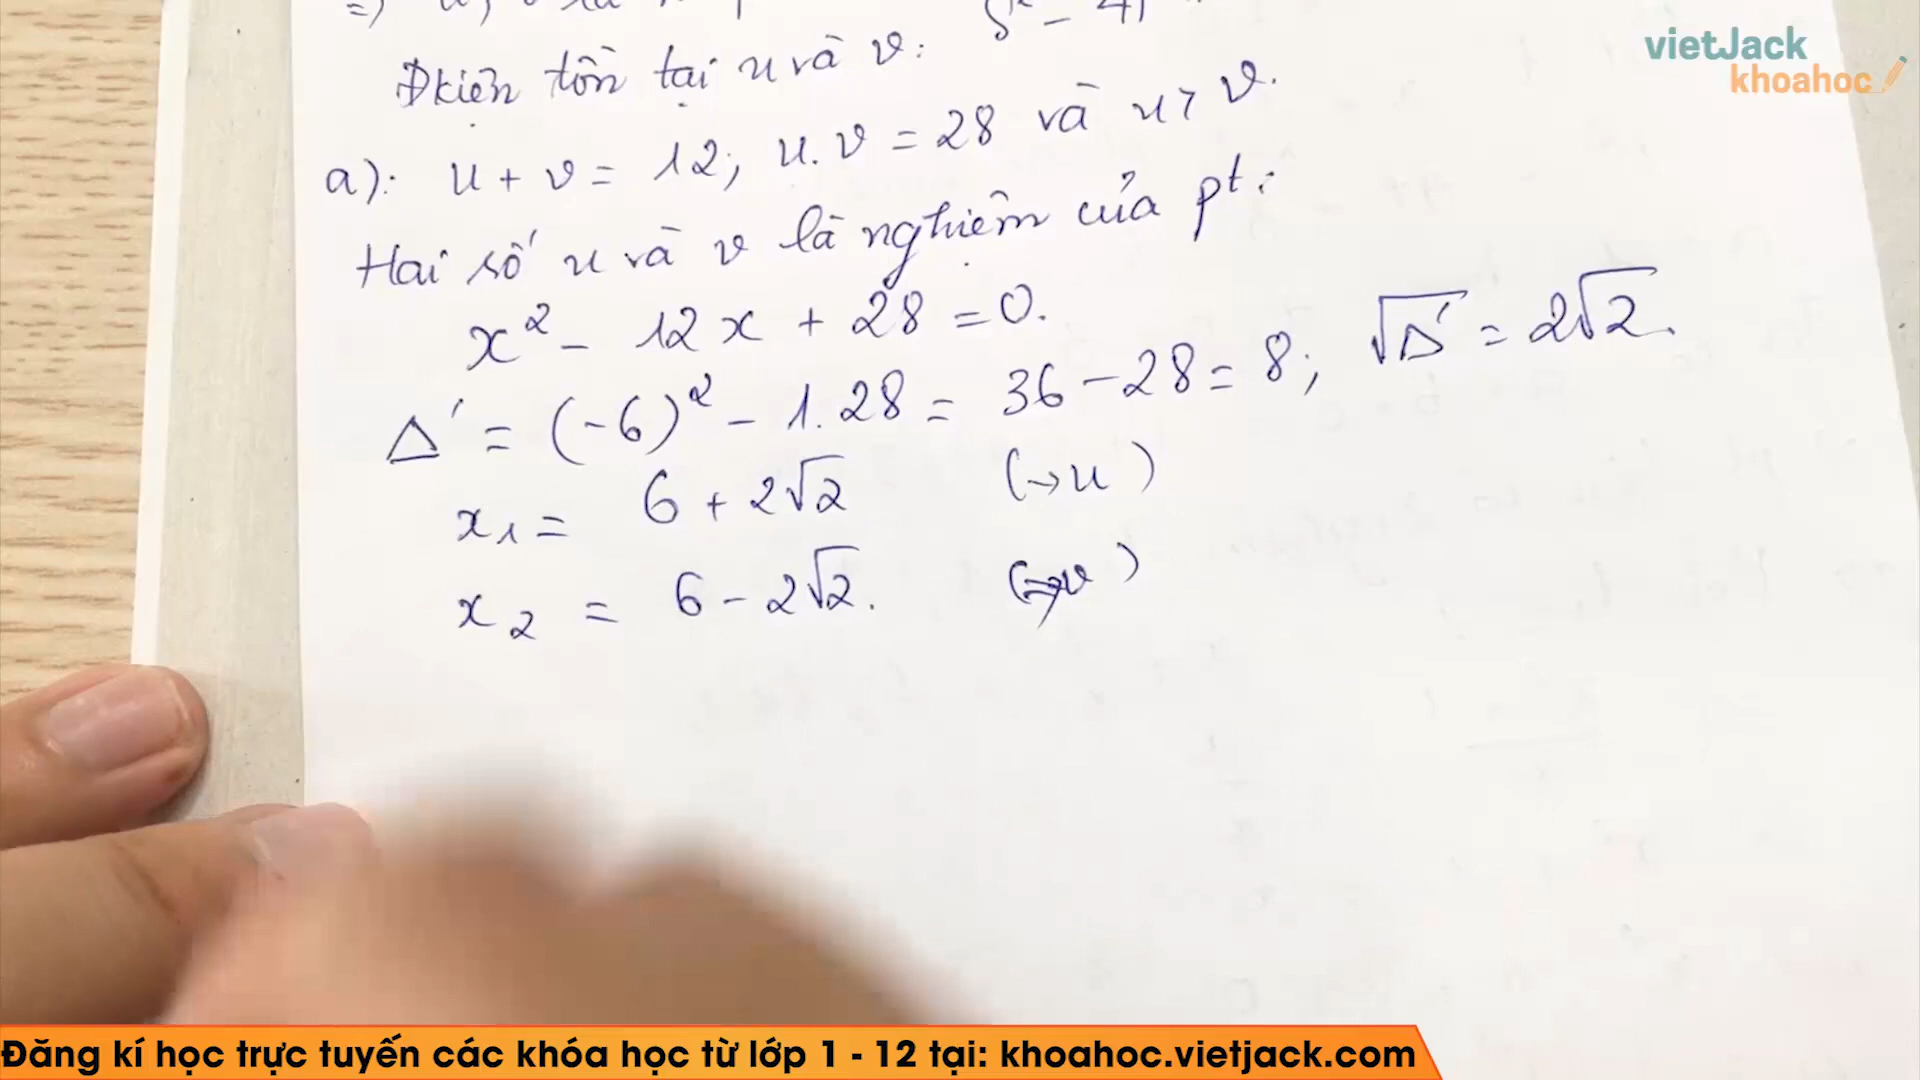 vietJack
khoahoc
Đkiện tồn tại u và v:
a): u + v = 12; u.v = 28 và u > v.
Hai số u và v là nghiệm của pt:
x² - 12x + 28 = 0.
Δ' = (-6)² - 1.28 = 36 - 28 = 8; √Δ' = 2√2.
x₁ = 6 + 2√2 (→ u)
x₂ = 6 - 2√2. (→ v)
Đăng kí học trực tuyến các khóa học từ lớp 1 - 12 tại: khoahoc.vietjack.com